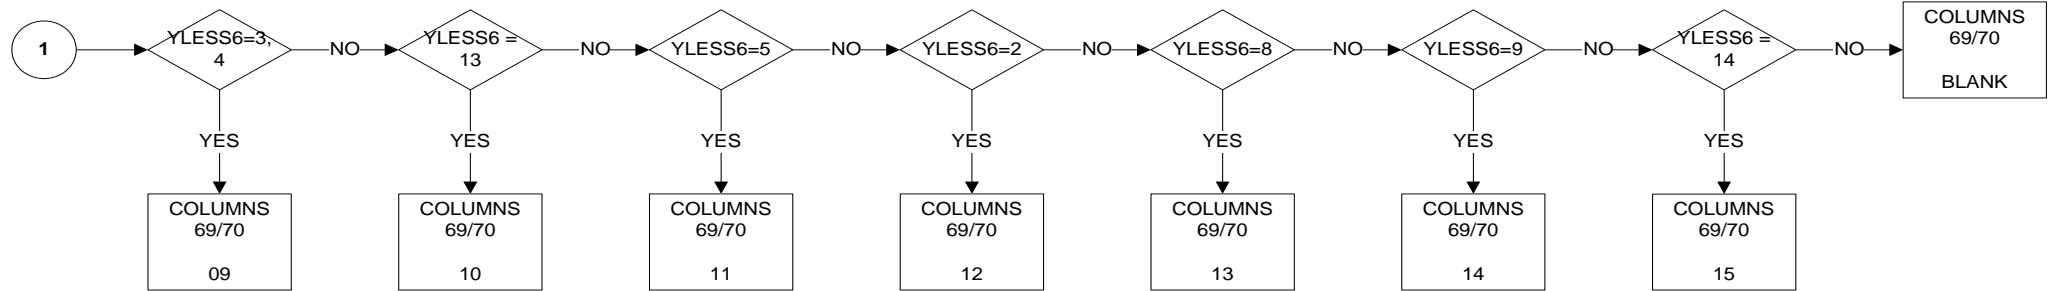 1
YLESS6=3,
4
NO
YLESS6 =
13
NO
YLESS6=5
NO
YLESS6=2
NO
YLESS6=8
NO
YLESS6=9
NO
YLESS6 =
14
NO
COLUMNS
69/70
BLANK
YES
YES
YES
YES
YES
YES
YES
COLUMNS
69/70
09
COLUMNS
69/70
10
COLUMNS
69/70
11
COLUMNS
69/70
12
COLUMNS
69/70
13
COLUMNS
69/70
14
COLUMNS
69/70
15